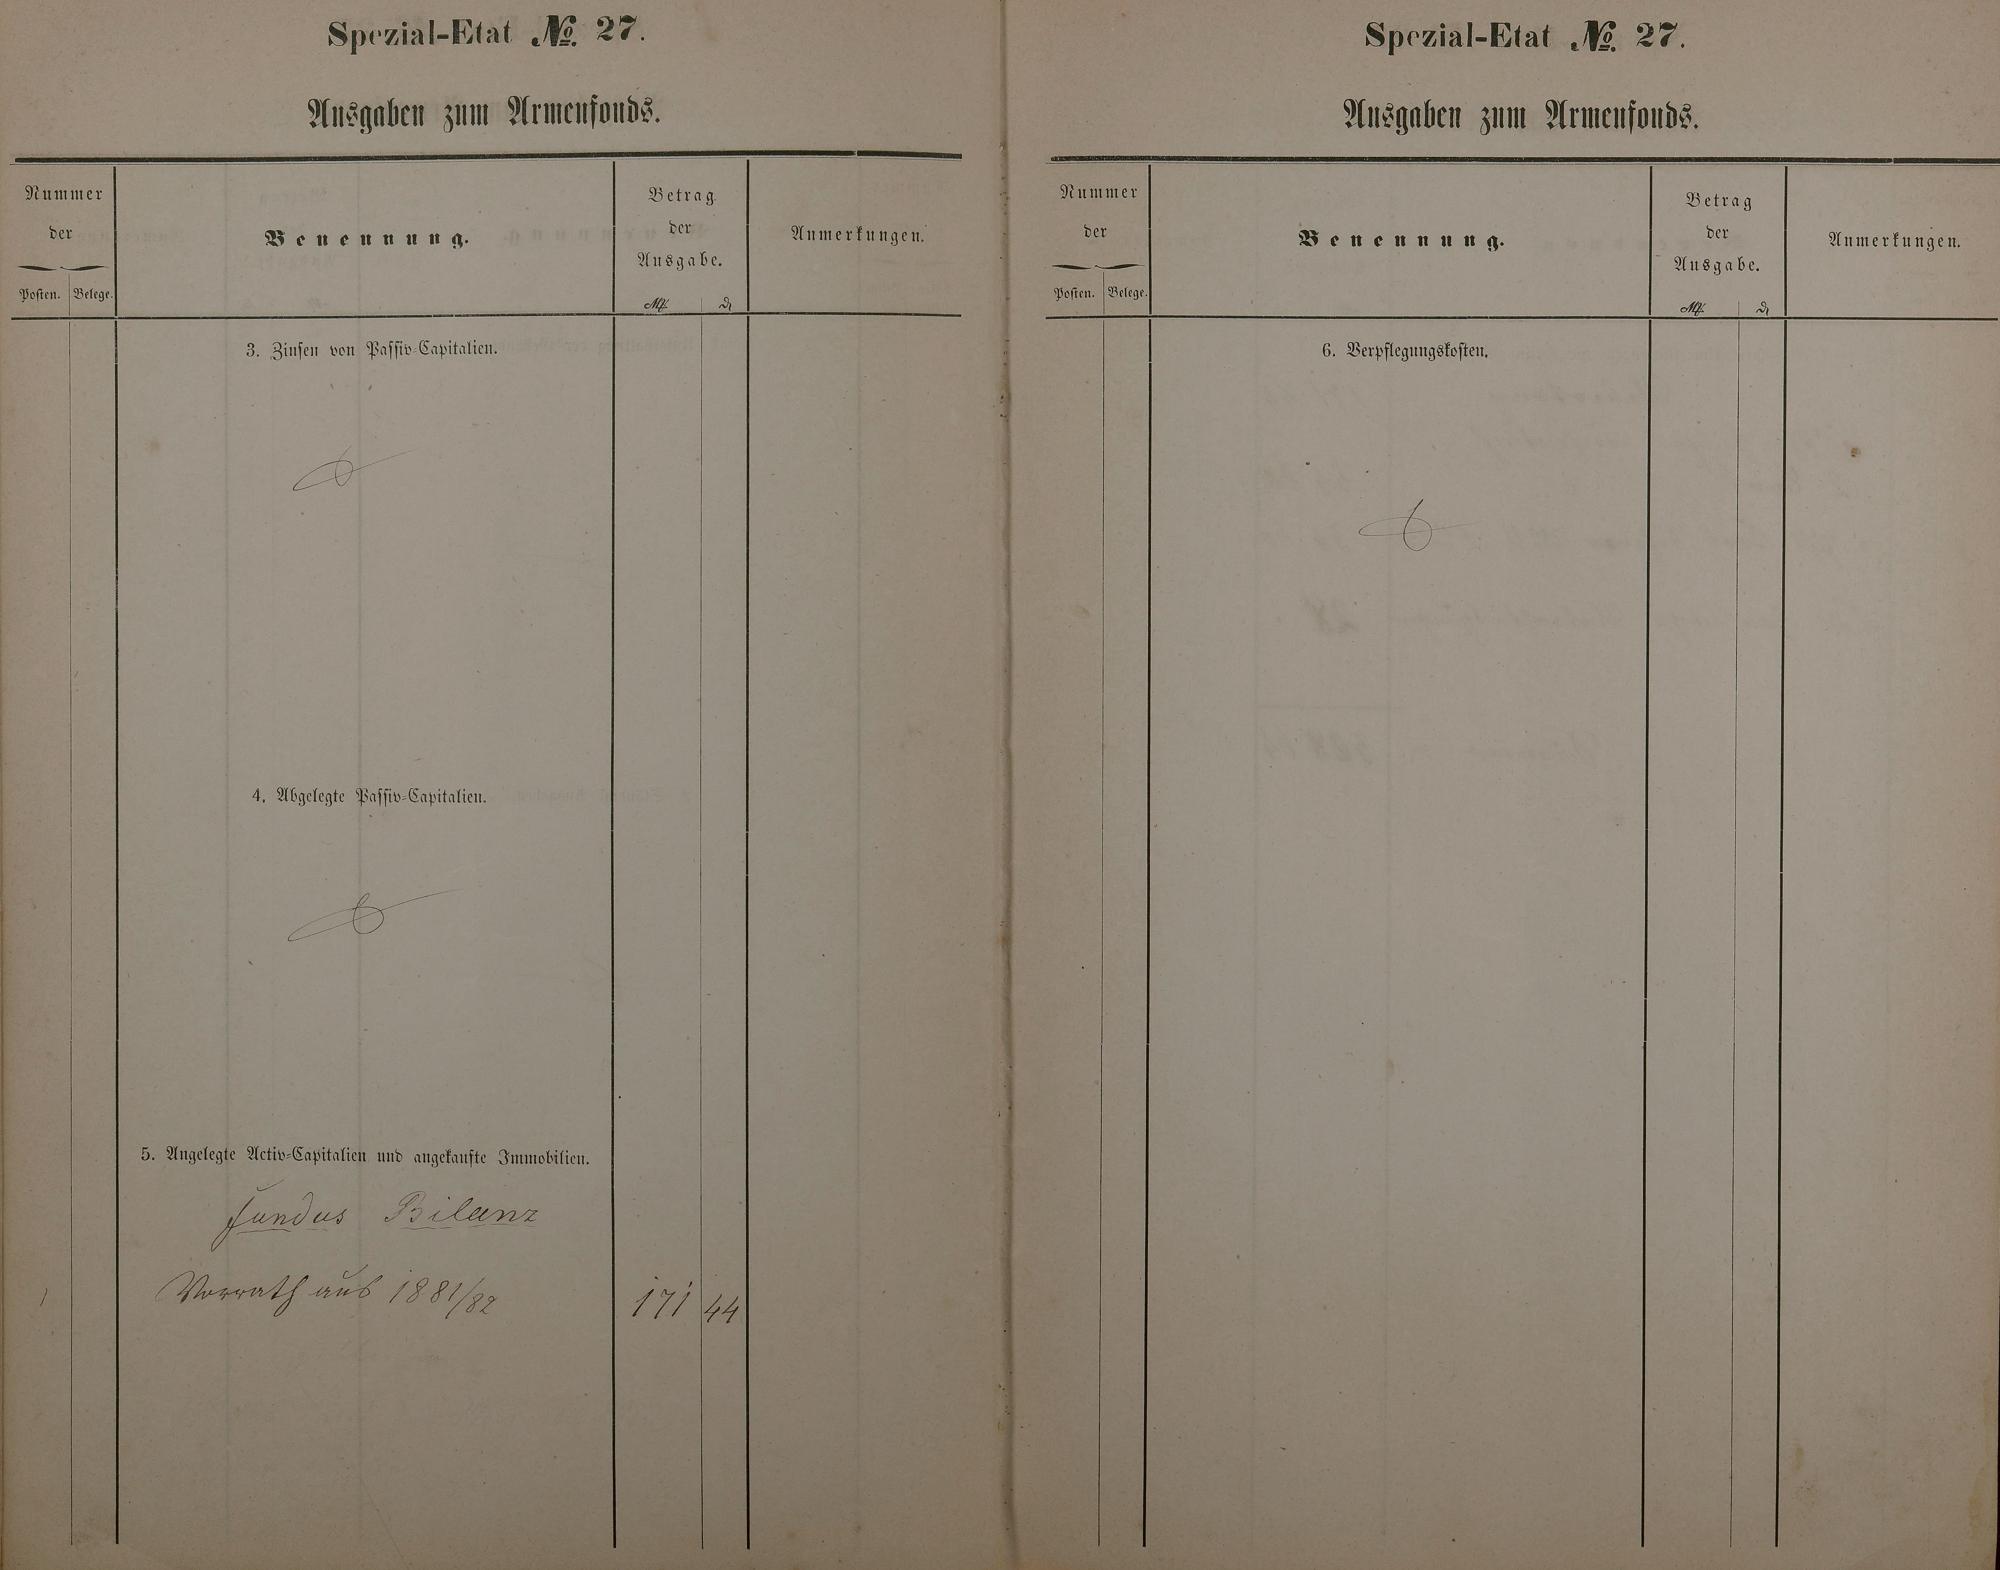 Spezial-Etat № 27.
Ausgaben zum Armenfonds.
Nummer
der
Posten. Belege.
Benennung.
Betrag
der
Ausgabe.
ℳ ₰
Anmerkungen.
3. Zinsen von Passiv-Capitalien.
4. Abgelegte Passiv-Capitalien.
5. Angelegte Activ-Capitalien und angekaufte Immobilien.
Fundus Bilanz
1 Vorrath aus 1881/82 171 44
Spezial-Etat № 27.
Ausgaben zum Armenfonds.
Nummer
der
Posten. Belege.
Benennung.
Betrag
der
Ausgabe.
ℳ ₰
Anmerkungen.
6. Verpflegungskosten.